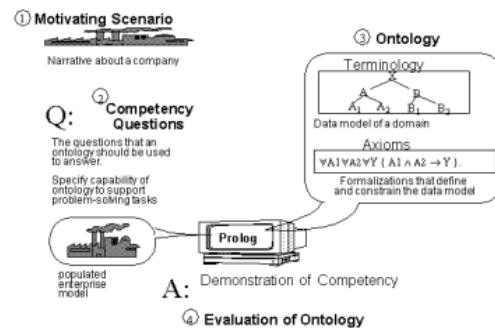 1 Motivating Scenario
Narrative about a company
2
Q: Competency
Questions
The questions that an
ontology should be used
to answer.
Specify capability of
ontology to support
problem-solving tasks
populated
enterprise
model
3 Ontology
Terminology
X
A B
A1 A2 B1 B2
Data model of a domain
Axioms
∀A1∀A2∀Y { A1 ∧ A2 → Y }.
Formalizations that define
and constrain the data model
Prolog
A: Demonstration of Competency
4 Evaluation of Ontology